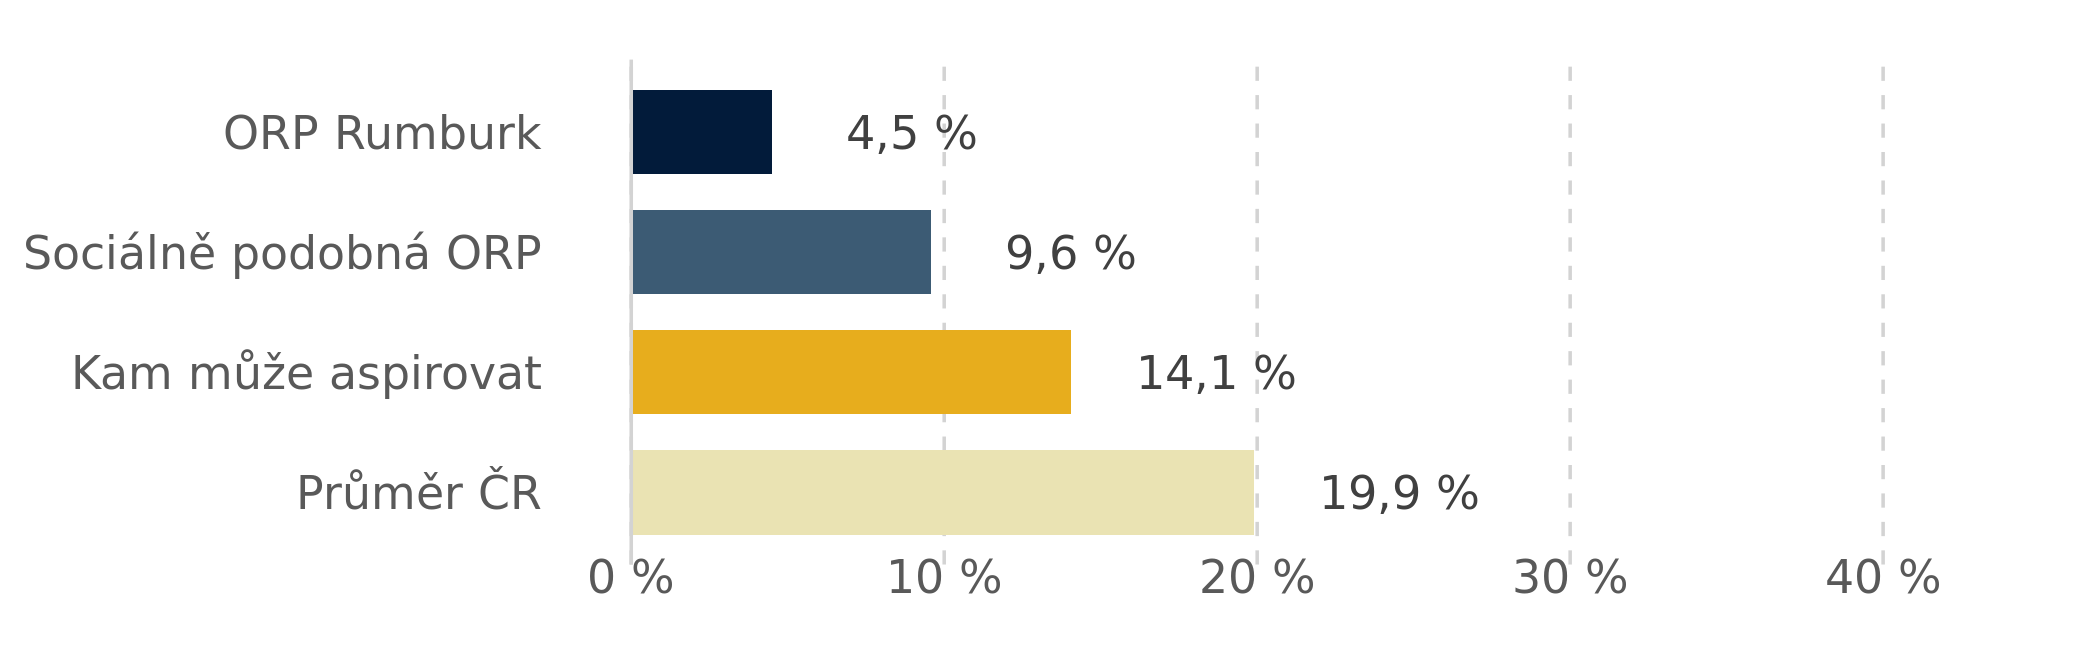 ORP Rumburk 4,5 %
Sociálně podobná ORP 9,6 %
Kam může aspirovat 14,1 %
Průměr ČR 19,9 %
0 % 10 % 20 % 30 % 40 %